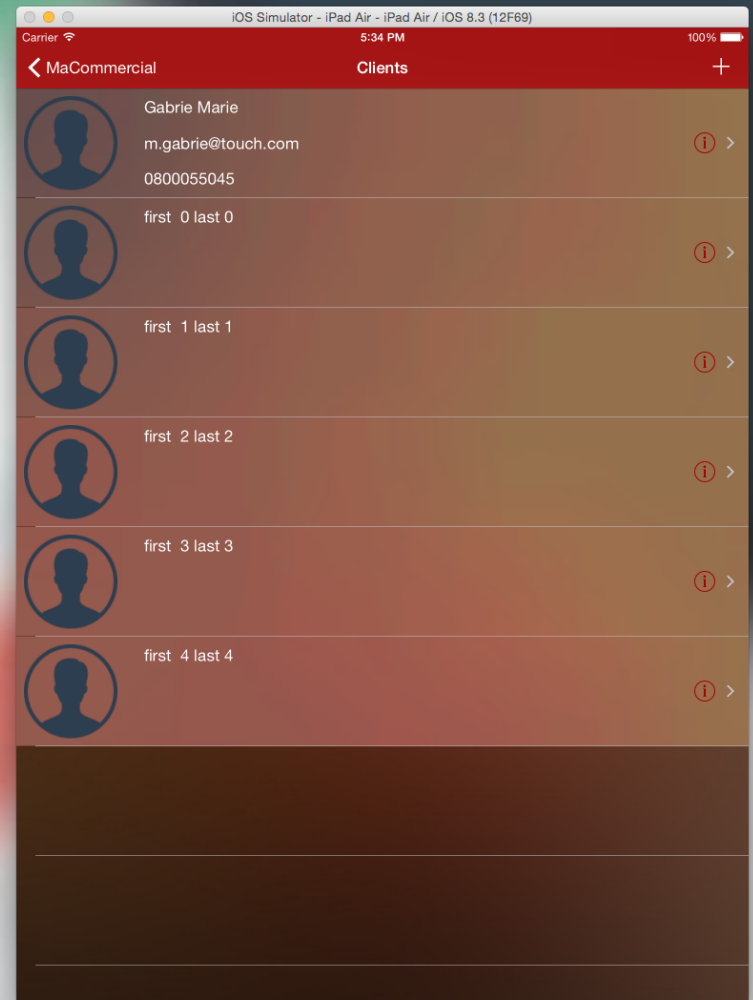 iOS Simulator - iPad Air - iPad Air / iOS 8.3 (12F69)
Carrier 5:34 PM 100%
MaCommercial Clients +
Gabrie Marie
m.gabrie@touch.com
0800055045
first  0 last 0
first  1 last 1
first  2 last 2
first  3 last 3
first  4 last 4